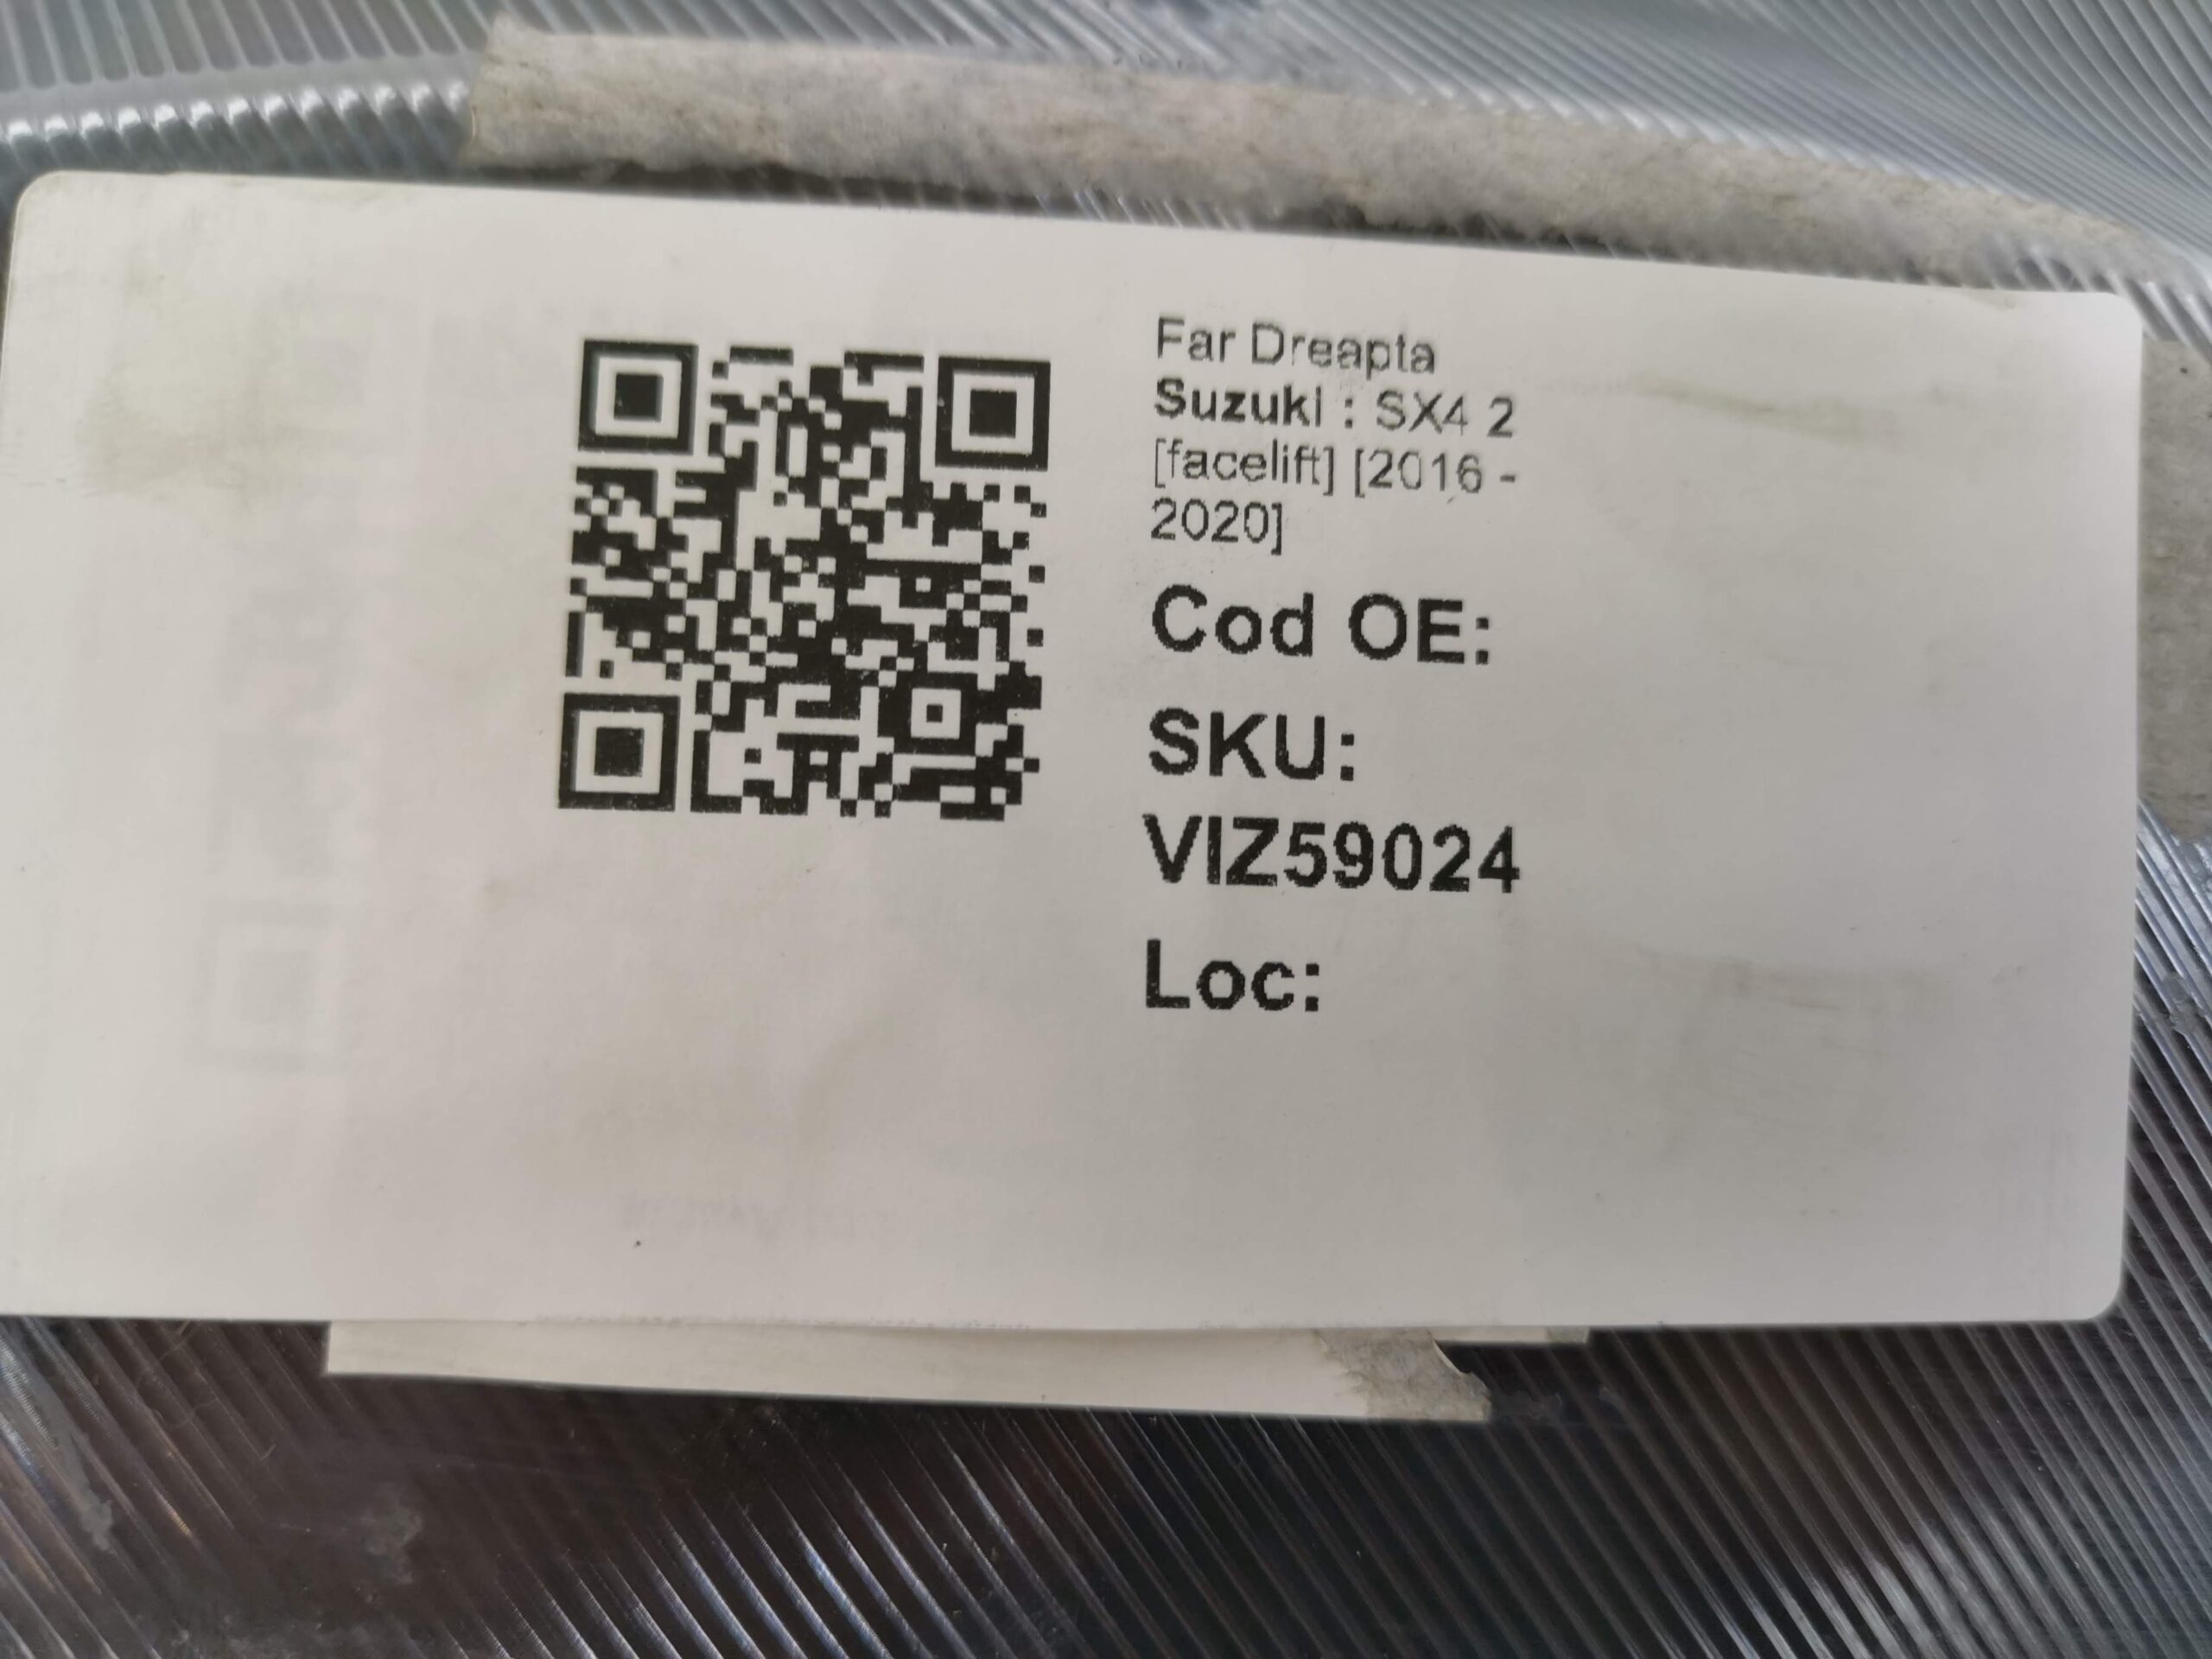 Far Dreapta
Suzuki : SX4 2
[facelift] [2016 -
2020]
Cod OE:
SKU:
VIZ59024
Loc: